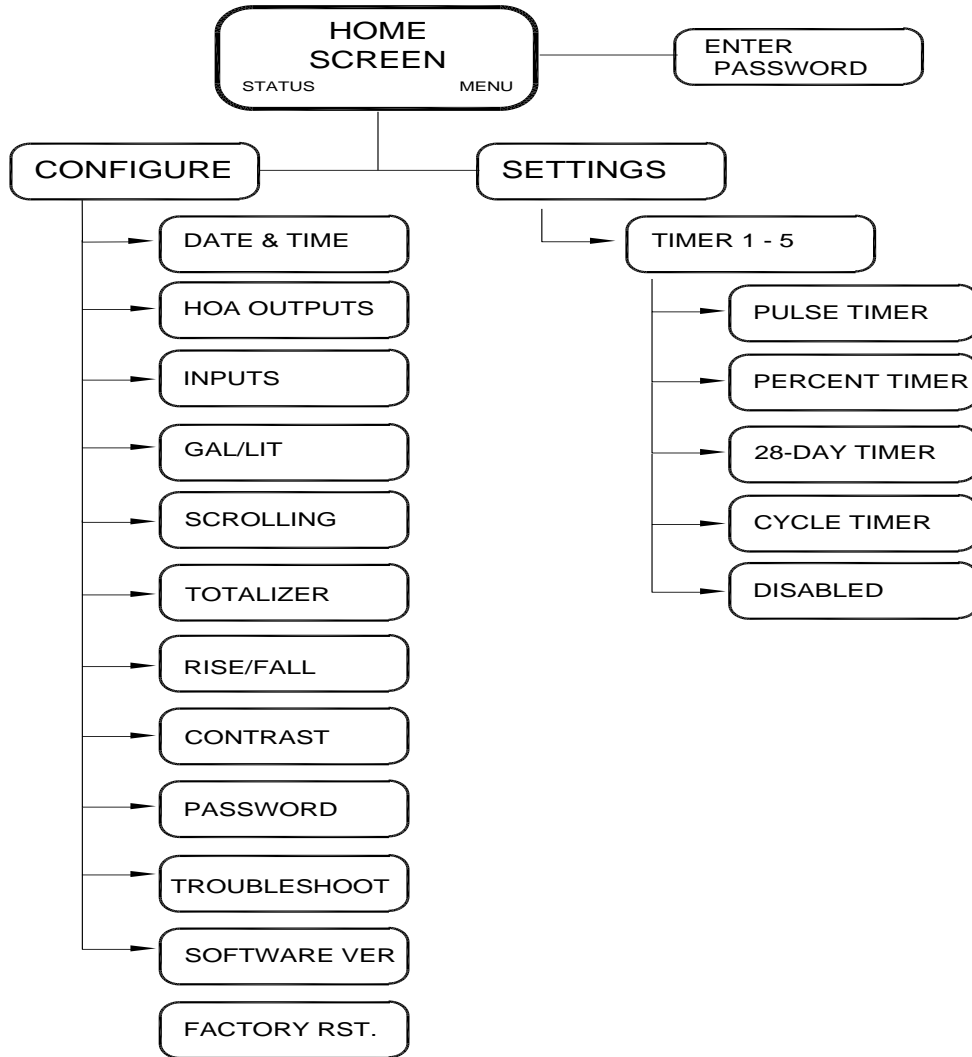 HOME
SCREEN
STATUS MENU
ENTER
PASSWORD
CONFIGURE
SETTINGS
DATE & TIME
HOA OUTPUTS
INPUTS
GAL/LIT
SCROLLING
TOTALIZER
RISE/FALL
CONTRAST
PASSWORD
TROUBLESHOOT
SOFTWARE VER
FACTORY RST.
TIMER 1 - 5
PULSE TIMER
PERCENT TIMER
28-DAY TIMER
CYCLE TIMER
DISABLED